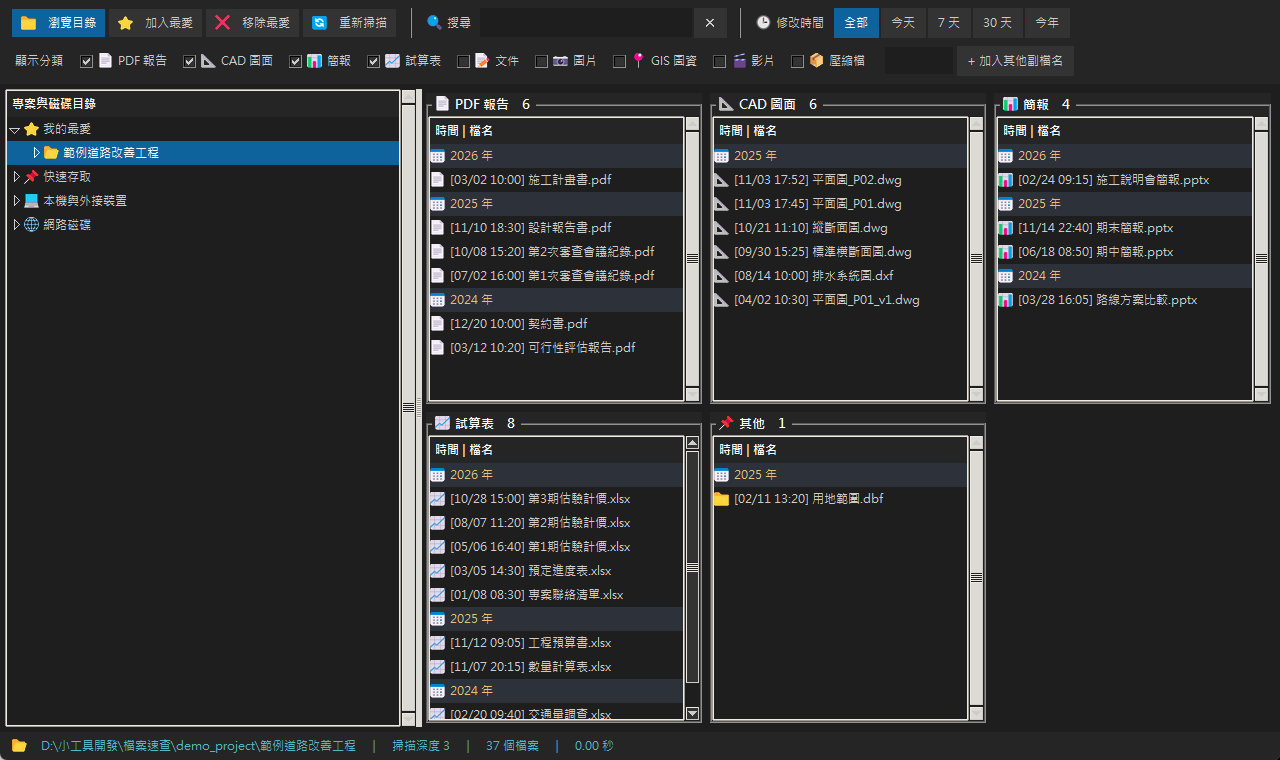 瀏覽目錄 加入最愛 移除最愛 重新掃描 搜尋 × 修改時間 全部 今天 7 天 30 天 今年
顯示分類 PDF 報告 CAD 圖面 簡報 試算表 文件 圖片 GIS 圖資 影片 壓縮檔 + 加入其他副檔名
專案與磁碟目錄
我的最愛
範例道路改善工程
快速存取
本機與外接裝置
網路磁碟
PDF 報告 6
時間 | 檔名
2026 年
[03/02 10:00] 施工計畫書.pdf
2025 年
[11/10 18:30] 設計報告書.pdf
[10/08 15:20] 第2次審查會議紀錄.pdf
[07/02 16:00] 第1次審查會議紀錄.pdf
2024 年
[12/20 10:00] 契約書.pdf
[03/12 10:20] 可行性評估報告.pdf
CAD 圖面 6
時間 | 檔名
2025 年
[11/03 17:52] 平面圖_P02.dwg
[11/03 17:45] 平面圖_P01.dwg
[10/21 11:10] 縱斷面圖.dwg
[09/30 15:25] 標準橫斷面圖.dwg
[08/14 10:00] 排水系統圖.dxf
[04/02 10:30] 平面圖_P01_v1.dwg
簡報 4
時間 | 檔名
2026 年
[02/24 09:15] 施工說明會簡報.pptx
2025 年
[11/14 22:40] 期末簡報.pptx
[06/18 08:50] 期中簡報.pptx
2024 年
[03/28 16:05] 路線方案比較.pptx
試算表 8
時間 | 檔名
2026 年
[10/28 15:00] 第3期估驗計價.xlsx
[08/07 11:20] 第2期估驗計價.xlsx
[05/06 16:40] 第1期估驗計價.xlsx
[03/05 14:30] 預定進度表.xlsx
[01/08 08:30] 專案聯絡清單.xlsx
2025 年
[11/12 09:05] 工程預算書.xlsx
[11/07 20:15] 數量計算表.xlsx
2024 年
[02/20 09:40] 交通量調查.xlsx
其他 1
時間 | 檔名
2025 年
[02/11 13:20] 用地範圍.dbf
D:\小工具開發\檔案速查\demo_project\範例道路改善工程 | 掃描深度 3 | 37 個檔案 | 0.00 秒